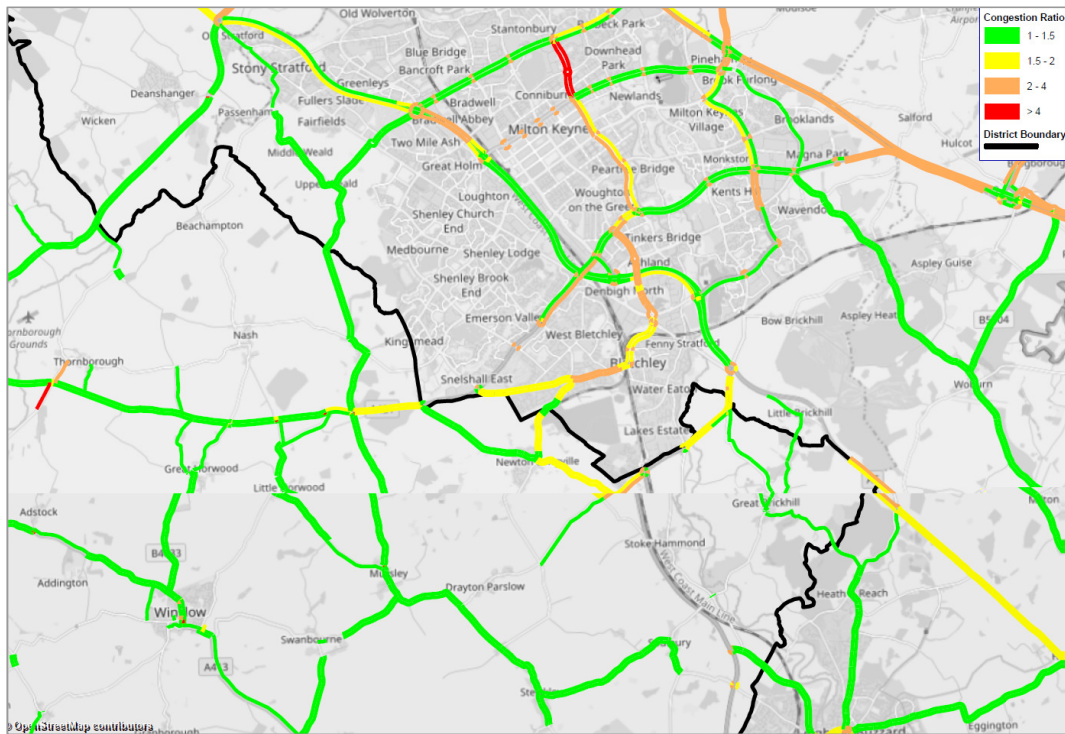 Old Wolverton
Stantonbury
Congestion Ratio
1 - 1.5
1.5 - 2
2 - 4
> 4
District Boundary
Blue Bridge
Bancroft Park
Downhead
Park
Stony Stratford
Greenleys
Deanshanger
Fullers Slade
Bradwell
Conniburrow
Newlands
Brook Furlong
Wicken
Passenham
Fairfields
Bradwell Abbey
Milton Keynes
Milton Keynes
Village
Brooklands
Salford
Two Mile Ash
Hulcot
Middle Weald
Great Holm
Monkston
Magna Park
Peartree Bridge
Upper Weald
Loughton
Woughton
on the Green
Kents Hill
Wavendon
Beachampton
Shenley Church
End
Tinkers Bridge
Medbourne
Shenley Lodge
Ashland
Aspley Guise
Shenley Brook
End
Denbigh North
Emerson Valley
Bow Brickhill
Aspley Heath
Nash
West Bletchley
Kingsmead
Fenny Stratford
Thornborough
Bletchley
Snelshall East
Water Eaton
Woburn
Little Brickhill
Lakes Estate
Great Horwood
Newton Longville
Little Horwood
Great Brickhill
Adstock
Stoke Hammond
West Coast Main Line
Addington
Mursley
Drayton Parslow
Heath
Reach
Winslow
Swanbourne
A413
Eggington
© OpenStreetMap contributors